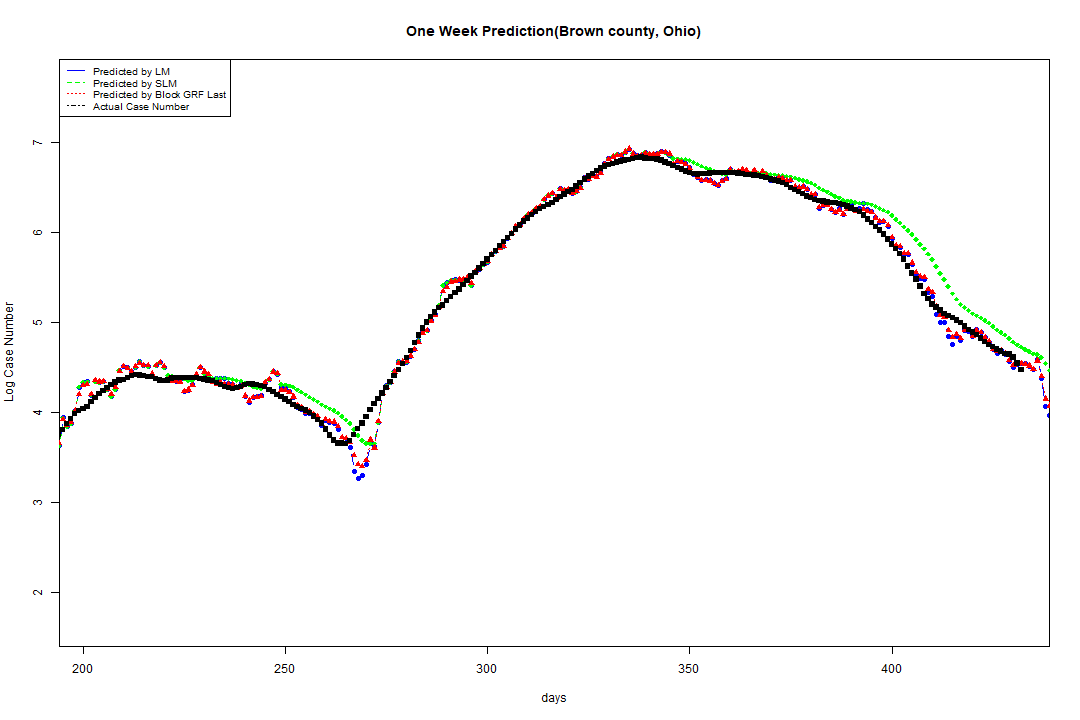 One Week Prediction(Brown county, Ohio)
Predicted by LM
Predicted by SLM
Predicted by Block GRF Last
Actual Case Number
Log Case Number
7
6
5
4
3
2
200 250 300 350 400
days